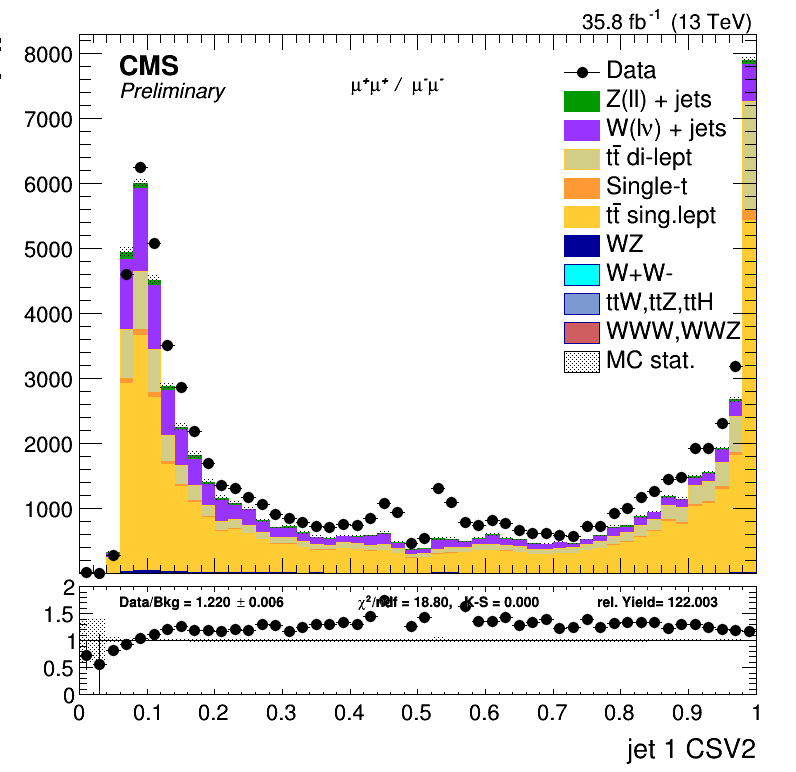 35.8 fb⁻¹ (13 TeV)
CMS
Preliminary
μ⁺μ⁺ / μ⁻μ⁻
Data
Z(ll) + jets
W(lν) + jets
tt̄ di-lept
Single-t
tt̄ sing.lept
WZ
W+W-
ttW,ttZ,ttH
WWW,WWZ
MC stat.
8000
7000
6000
5000
4000
3000
2000
1000
Data/Bkg = 1.220 ± 0.006 χ²/ndf = 18.80, K-S = 0.000 rel. Yield= 122.003
2
1.5
1
0.5
0
0 0.1 0.2 0.3 0.4 0.5 0.6 0.7 0.8 0.9 1
jet 1 CSV2